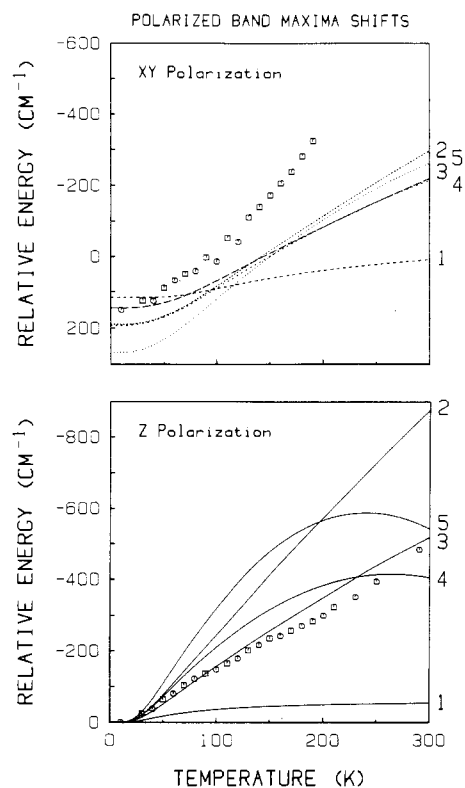 POLARIZED BAND MAXIMA SHIFTS
-600
XY Polarization
-400
-200
0
200
RELATIVE ENERGY (CM⁻¹)
2
5
3
4
1
-800
Z Polarization
-600
-400
-200
0
RELATIVE ENERGY (CM⁻¹)
2
5
3
4
1
0 100 200 300
TEMPERATURE (K)